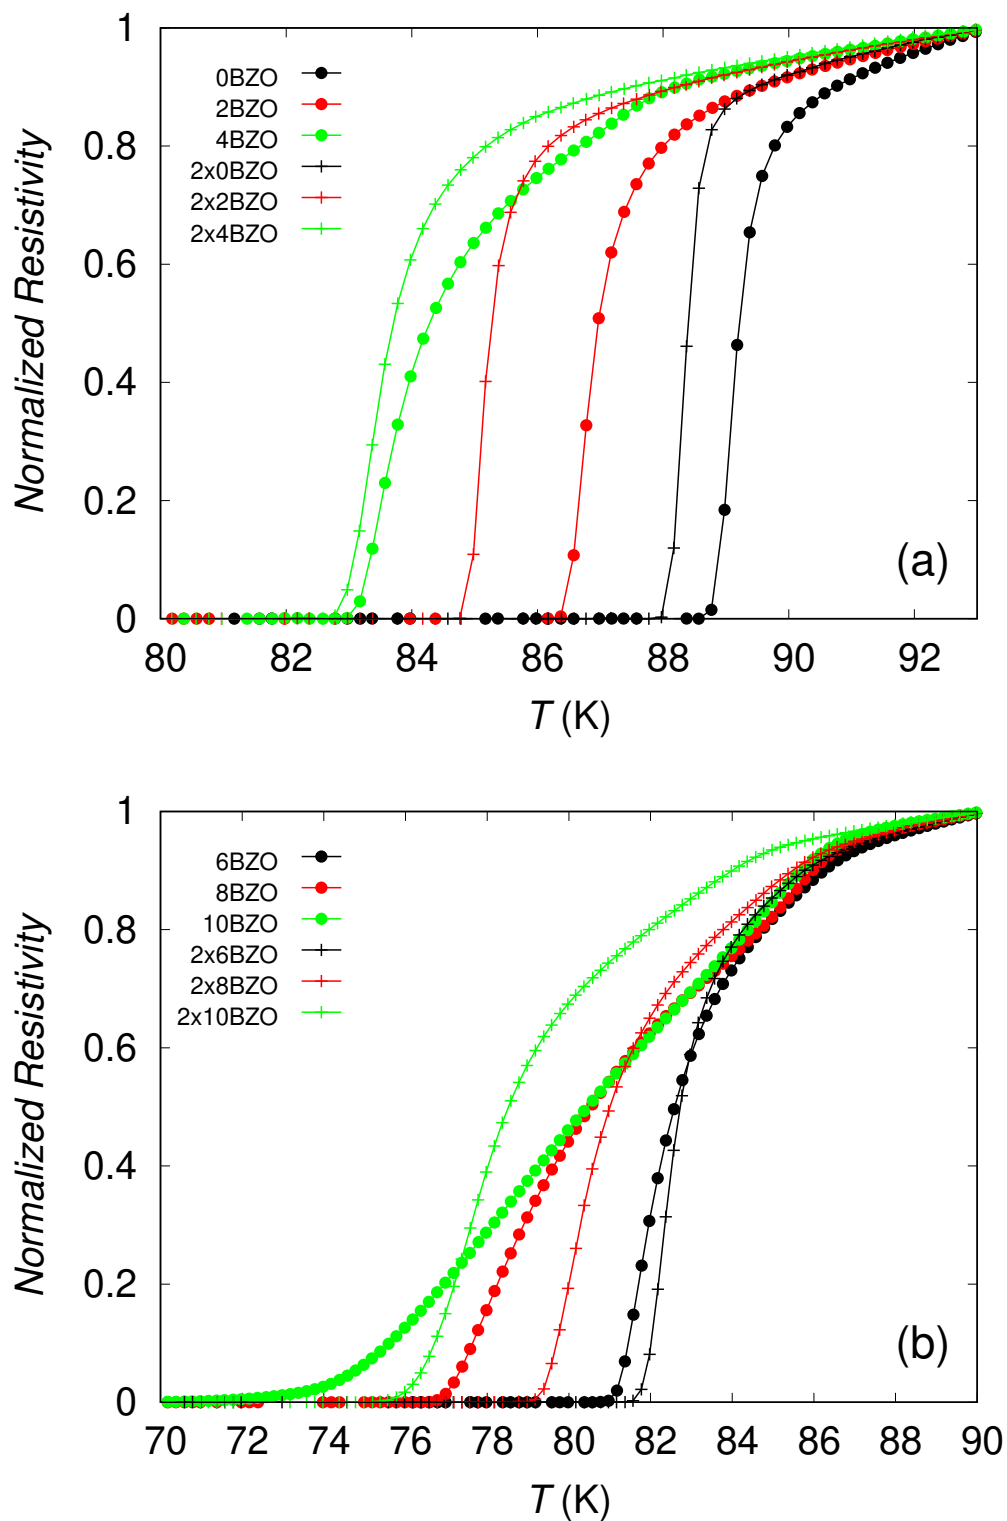 1
0BZO
2BZO
4BZO
2x0BZO
2x2BZO
2x4BZO
0.8
0.6
0.4
0.2
0
Normalized Resistivity
(a)
80 82 84 86 88 90 92
T (K)
1
6BZO
8BZO
10BZO
2x6BZO
2x8BZO
2x10BZO
0.8
0.6
0.4
0.2
0
Normalized Resistivity
(b)
70 72 74 76 78 80 82 84 86 88 90
T (K)